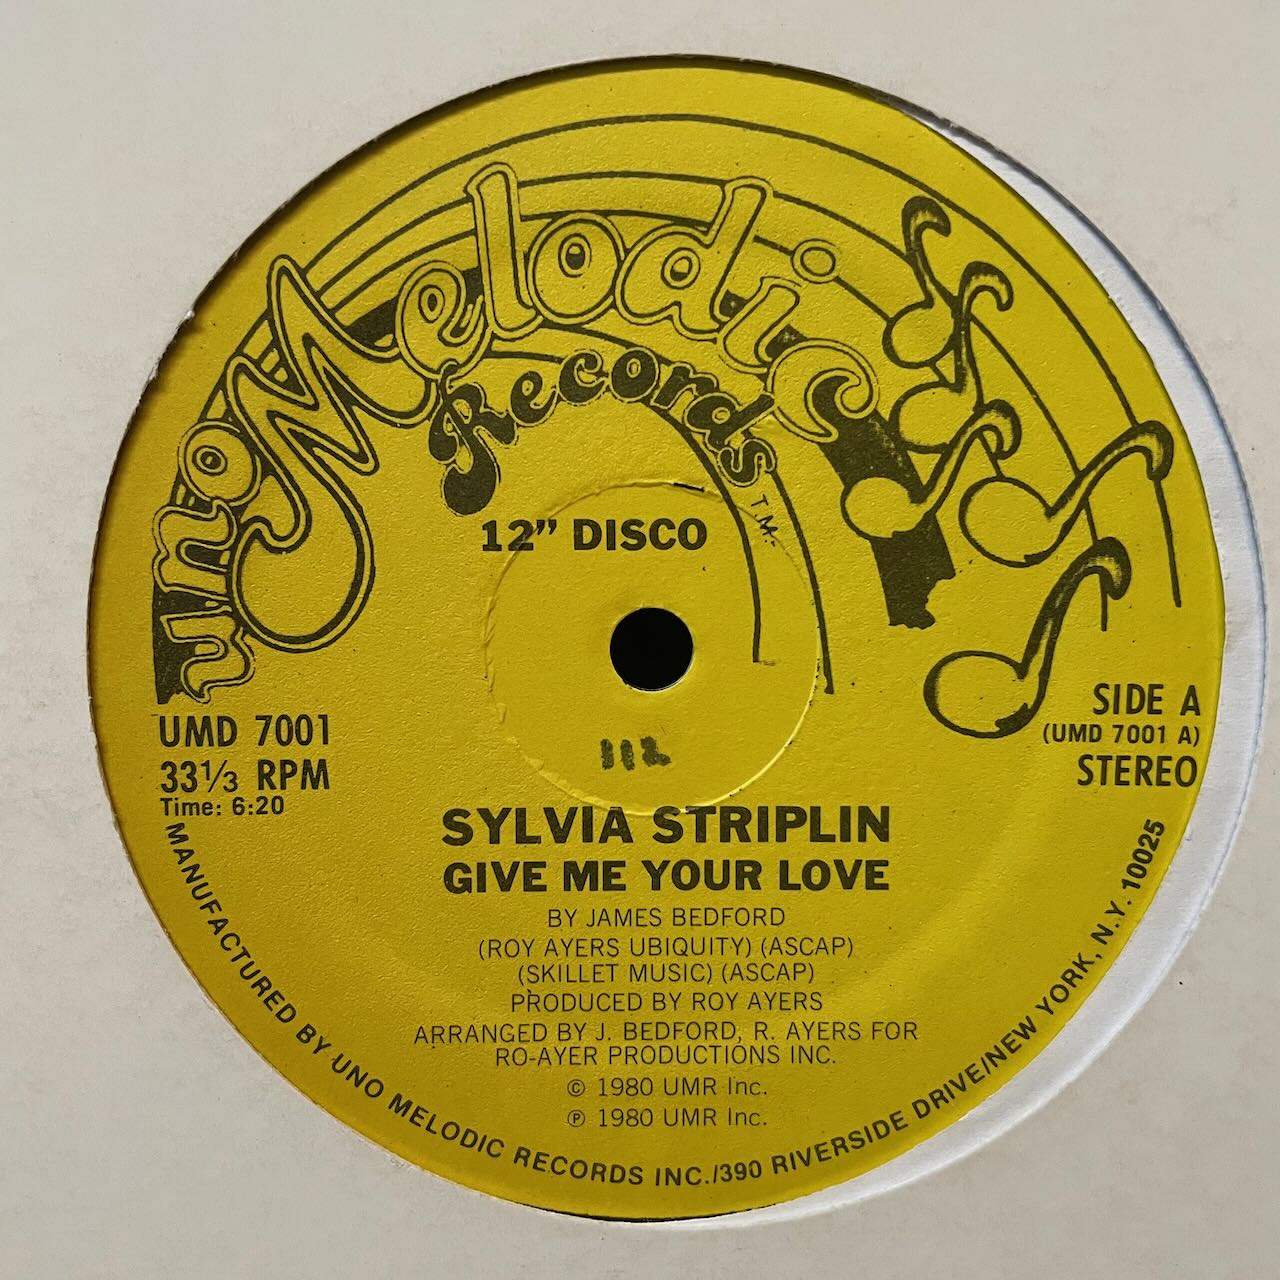 uno Melodic
Records T.M.
12" DISCO
UMD 7001
33⅓ RPM
Time: 6:20
SIDE A
(UMD 7001 A)
STEREO
SYLVIA STRIPLIN
GIVE ME YOUR LOVE
BY JAMES BEDFORD
(ROY AYERS UBIQUITY) (ASCAP)
(SKILLET MUSIC) (ASCAP)
PRODUCED BY ROY AYERS
ARRANGED BY J. BEDFORD, R. AYERS FOR
RO-AYER PRODUCTIONS INC.
© 1980 UMR Inc.
℗ 1980 UMR Inc.
MANUFACTURED BY UNO MELODIC RECORDS INC./390 RIVERSIDE DRIVE/NEW YORK, N.Y. 10025